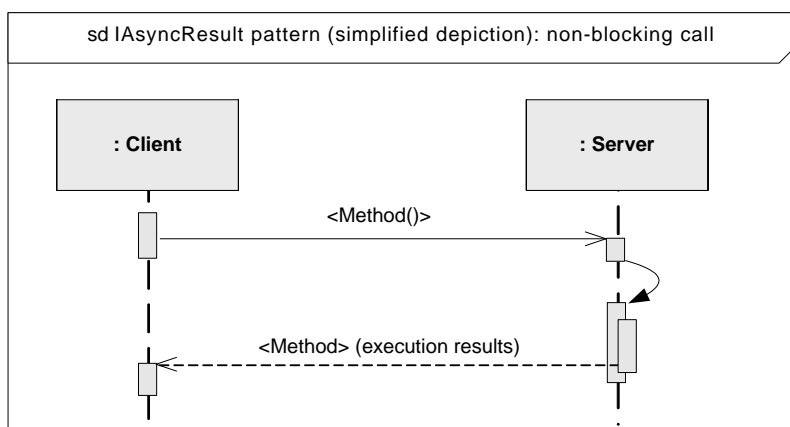 sd IAsyncResult pattern (simplified depiction): non-blocking call
: Client
: Server
<Method()>
<Method> (execution results)